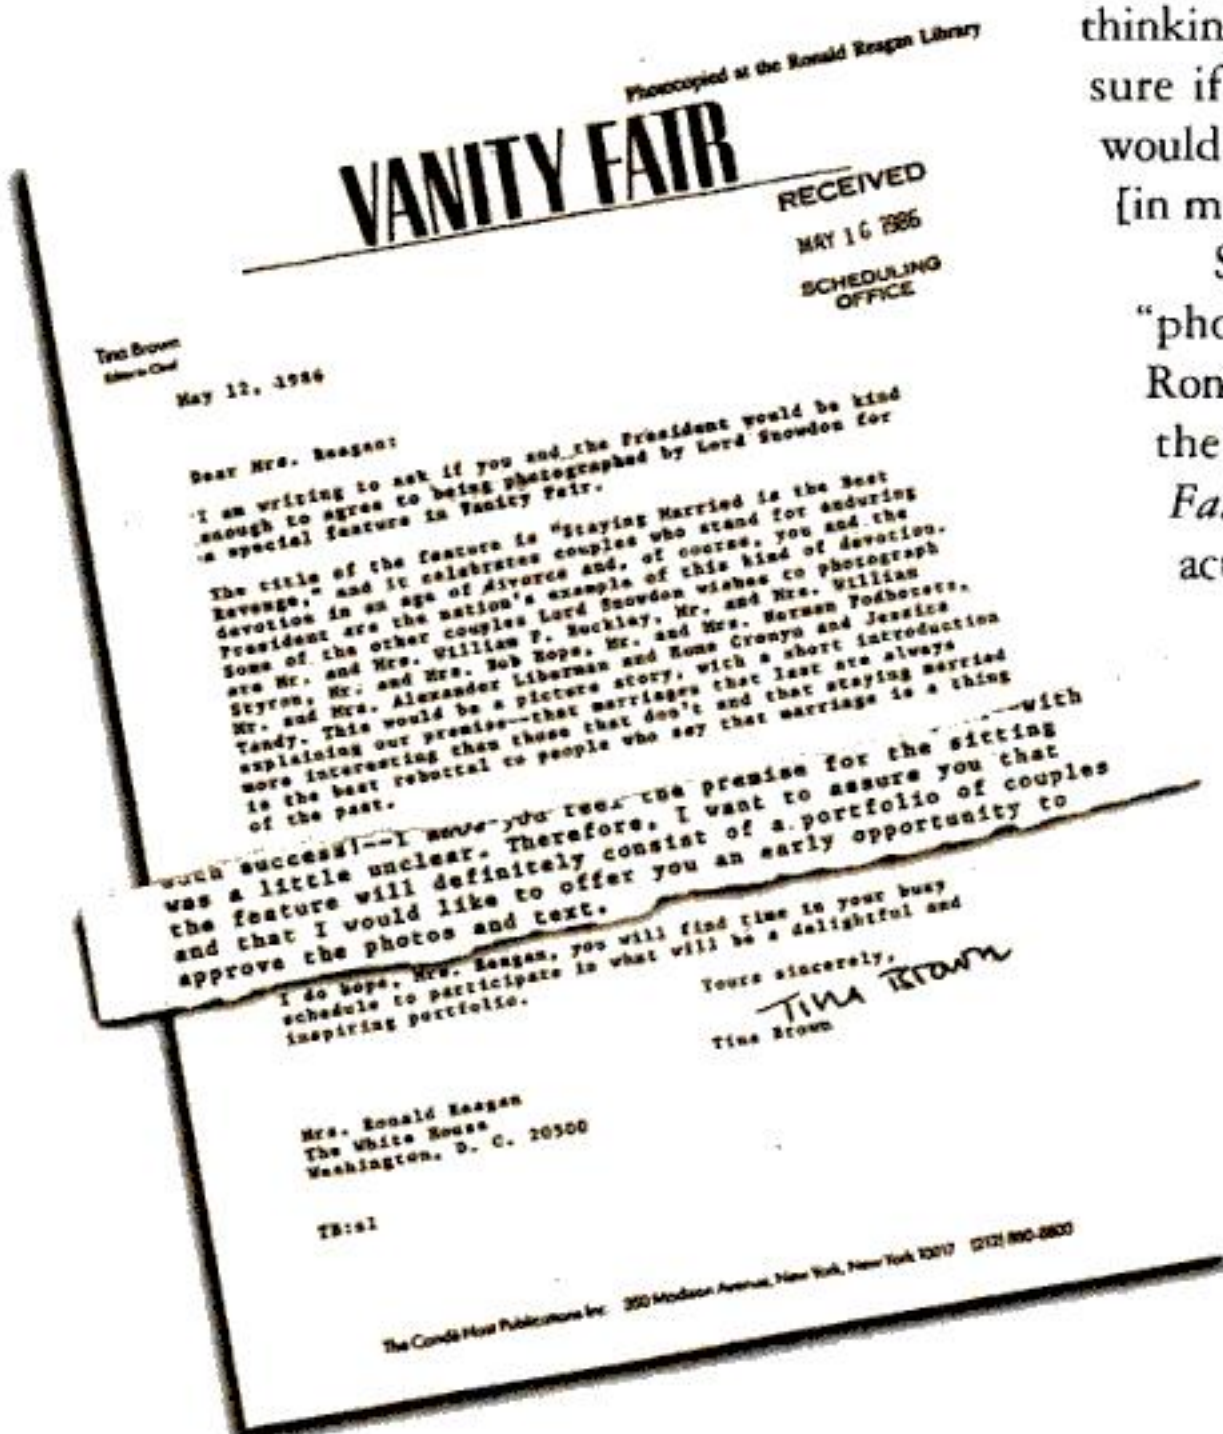 Photocopied at the Ronald Reagan Library
VANITY FAIR
RECEIVED
MAY 16 1986
SCHEDULING
OFFICE
Tina Brown
Editor-in-Chief
May 12, 1986
Dear Mrs. Reagan:
I am writing to ask if you and the President would be kind
enough to agree to being photographed by Lord Snowdon for
a special feature in Vanity Fair.
The title of the feature is "Staying Married is the Best
Revenge," and it celebrates couples who stand for enduring
devotion in an age of divorce and, of course, you and the
President are the nation's example of this kind of devotion.
Some of the other couples Lord Snowdon wishes to photograph
are Mr. and Mrs. William F. Buckley, Mr. and Mrs. William
Styron, Mr. and Mrs. Bob Hope, Mr. and Mrs. Norman Podhoretz,
Mr. and Mrs. Alexander Liberman and Hume Cronyn and Jessica
Tandy. This would be a picture story, with a short introduction
explaining our premise--that marriages that last are always
more interesting than those that don't and that staying married
is the best rebuttal to people who say that marriage is a thing
of the past.
with
such success!--I sense you feel the premise for the sitting
was a little unclear. Therefore, I want to assure you that
the feature will definitely consist of a portfolio of couples
and that I would like to offer you an early opportunity to
approve the photos and text.
I do hope, Mrs. Reagan, you will find time in your busy
schedule to participate in what will be a delightful and
inspiring portfolio.
Yours sincerely,
Tina Brown
Tina Brown
Mrs. Ronald Reagan
The White House
Washington, D. C. 20500
TB:sl
The Condé Nast Publications Inc. 350 Madison Avenue, New York, New York 10017 (212) 880-8800
thinkin
sure if
would
[in m
S
"pho
Ron
the
Fa
act